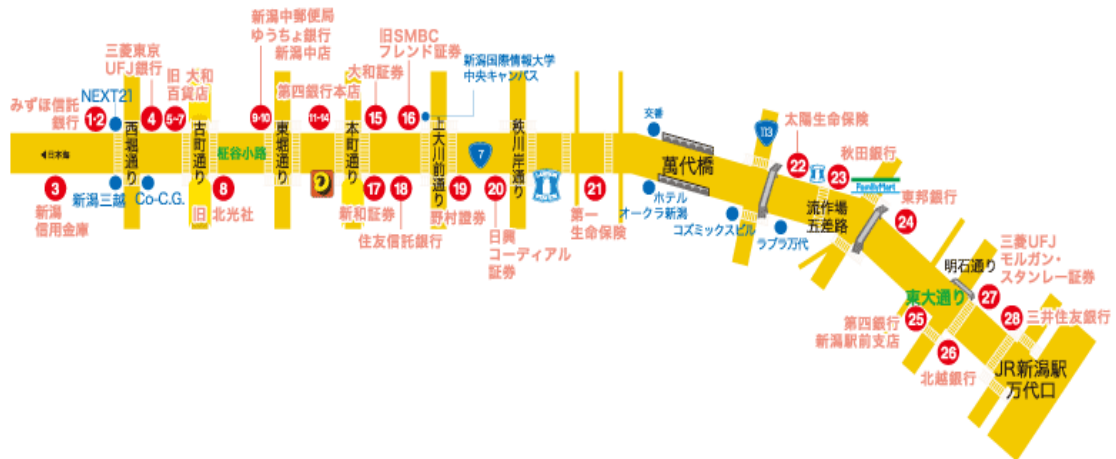 みずほ信託
銀行
NEXT21
1・2
三菱東京
UFJ銀行
4
旧 大和
百貨店
5~7
新潟中郵便局
ゆうちょ銀行
新潟中店
9・10
第四銀行本店
11~14
大和証券
15
旧SMBC
フレンド証券
16
新潟国際情報大学
中央キャンパス
西堀通り
古町通り
柾谷小路
東堀通り
本町通り
上大川前通り
7
秩川岸通り
日本海
3
新潟
信用金庫
新潟三越
Co-C.G.
8
旧 北光社
17
新和証券
18
住友信託銀行
19
野村證券
20
日興
コーディアル
証券
LAWSON
21
第一
生命保険
交番
萬代橋
ホテル
オークラ新潟
コズミックスビル
ラブラ万代
113
太陽生命保険
22
23
秋田銀行
FamilyMart
流作場
五差路
東邦銀行
24
明石通り
三菱UFJ
モルガン・
スタンレー証券
27
東大通り
第四銀行
新潟駅前支店
25
26
北越銀行
28
三井住友銀行
JR新潟駅
万代口